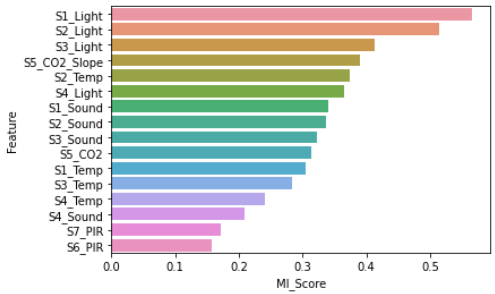 S1_Light
S2_Light
S3_Light
S5_CO2_Slope
S2_Temp
S4_Light
S1_Sound
S2_Sound
S3_Sound
S5_CO2
S1_Temp
S3_Temp
S4_Temp
S4_Sound
S7_PIR
S6_PIR
Feature
0.0 0.1 0.2 0.3 0.4 0.5
MI_Score